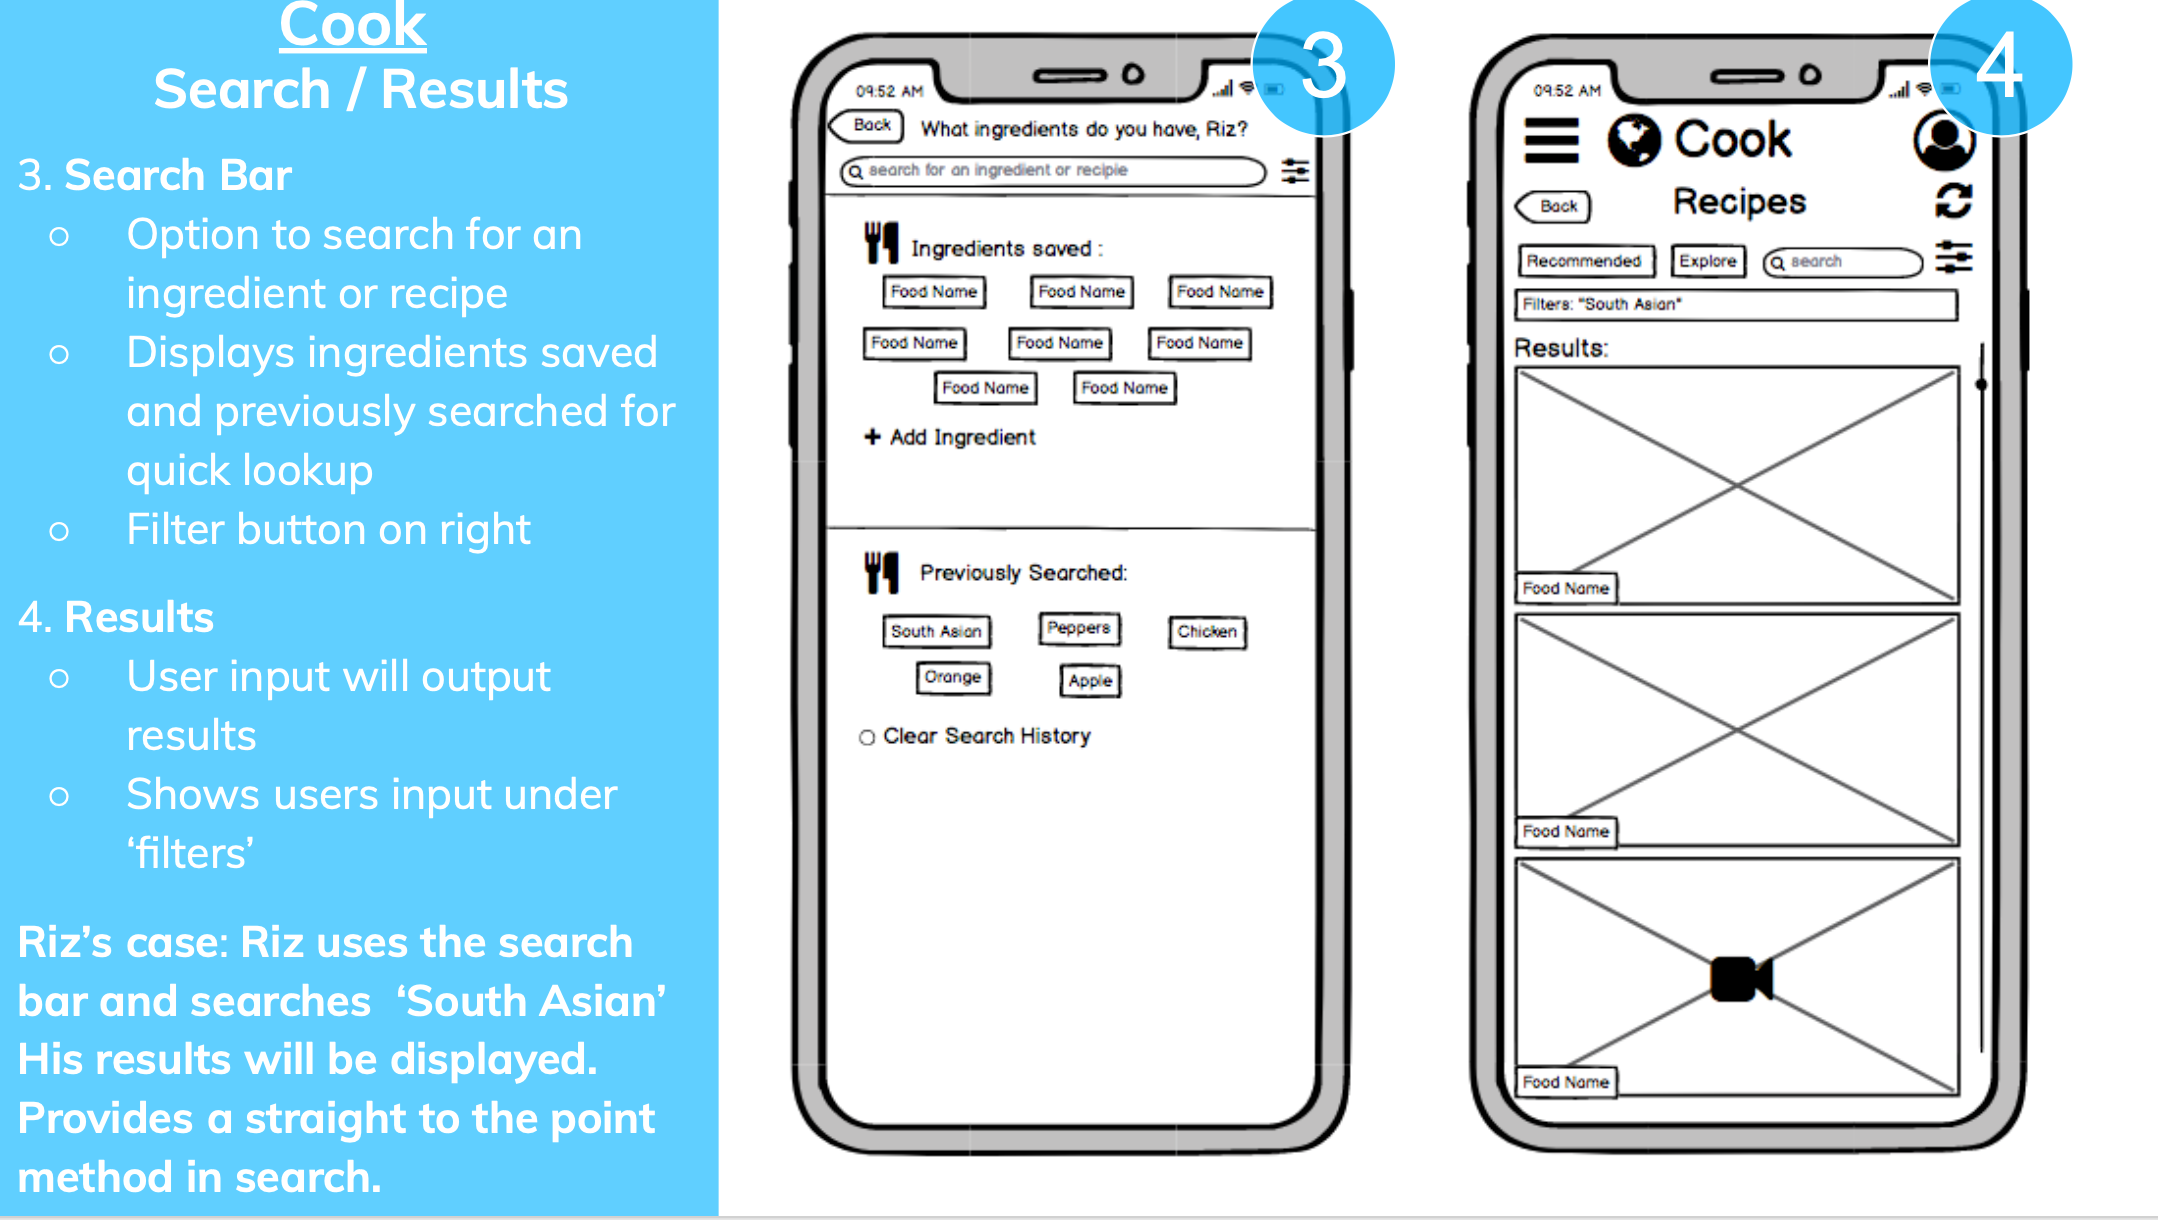 Cook
Search / Results
3. Search Bar
○ Option to search for an
ingredient or recipe
○ Displays ingredients saved
and previously searched for
quick lookup
○ Filter button on right
4. Results
○ User input will output
results
○ Shows users input under
‘filters’
Riz’s case: Riz uses the search
bar and searches ‘South Asian’
His results will be displayed.
Provides a straight to the point
method in search.
3
09:52 AM
Back
What ingredients do you have, Riz?
search for an ingredient or recipie
Ingredients saved :
Food Name Food Name Food Name
Food Name Food Name Food Name
Food Name Food Name
+ Add Ingredient
Previously Searched:
South Asian Peppers Chicken
Orange Apple
Clear Search History
4
09:52 AM
Cook
Back
Recipes
Recommended Explore search
Filters: "South Asian"
Results:
Food Name
Food Name
Food Name